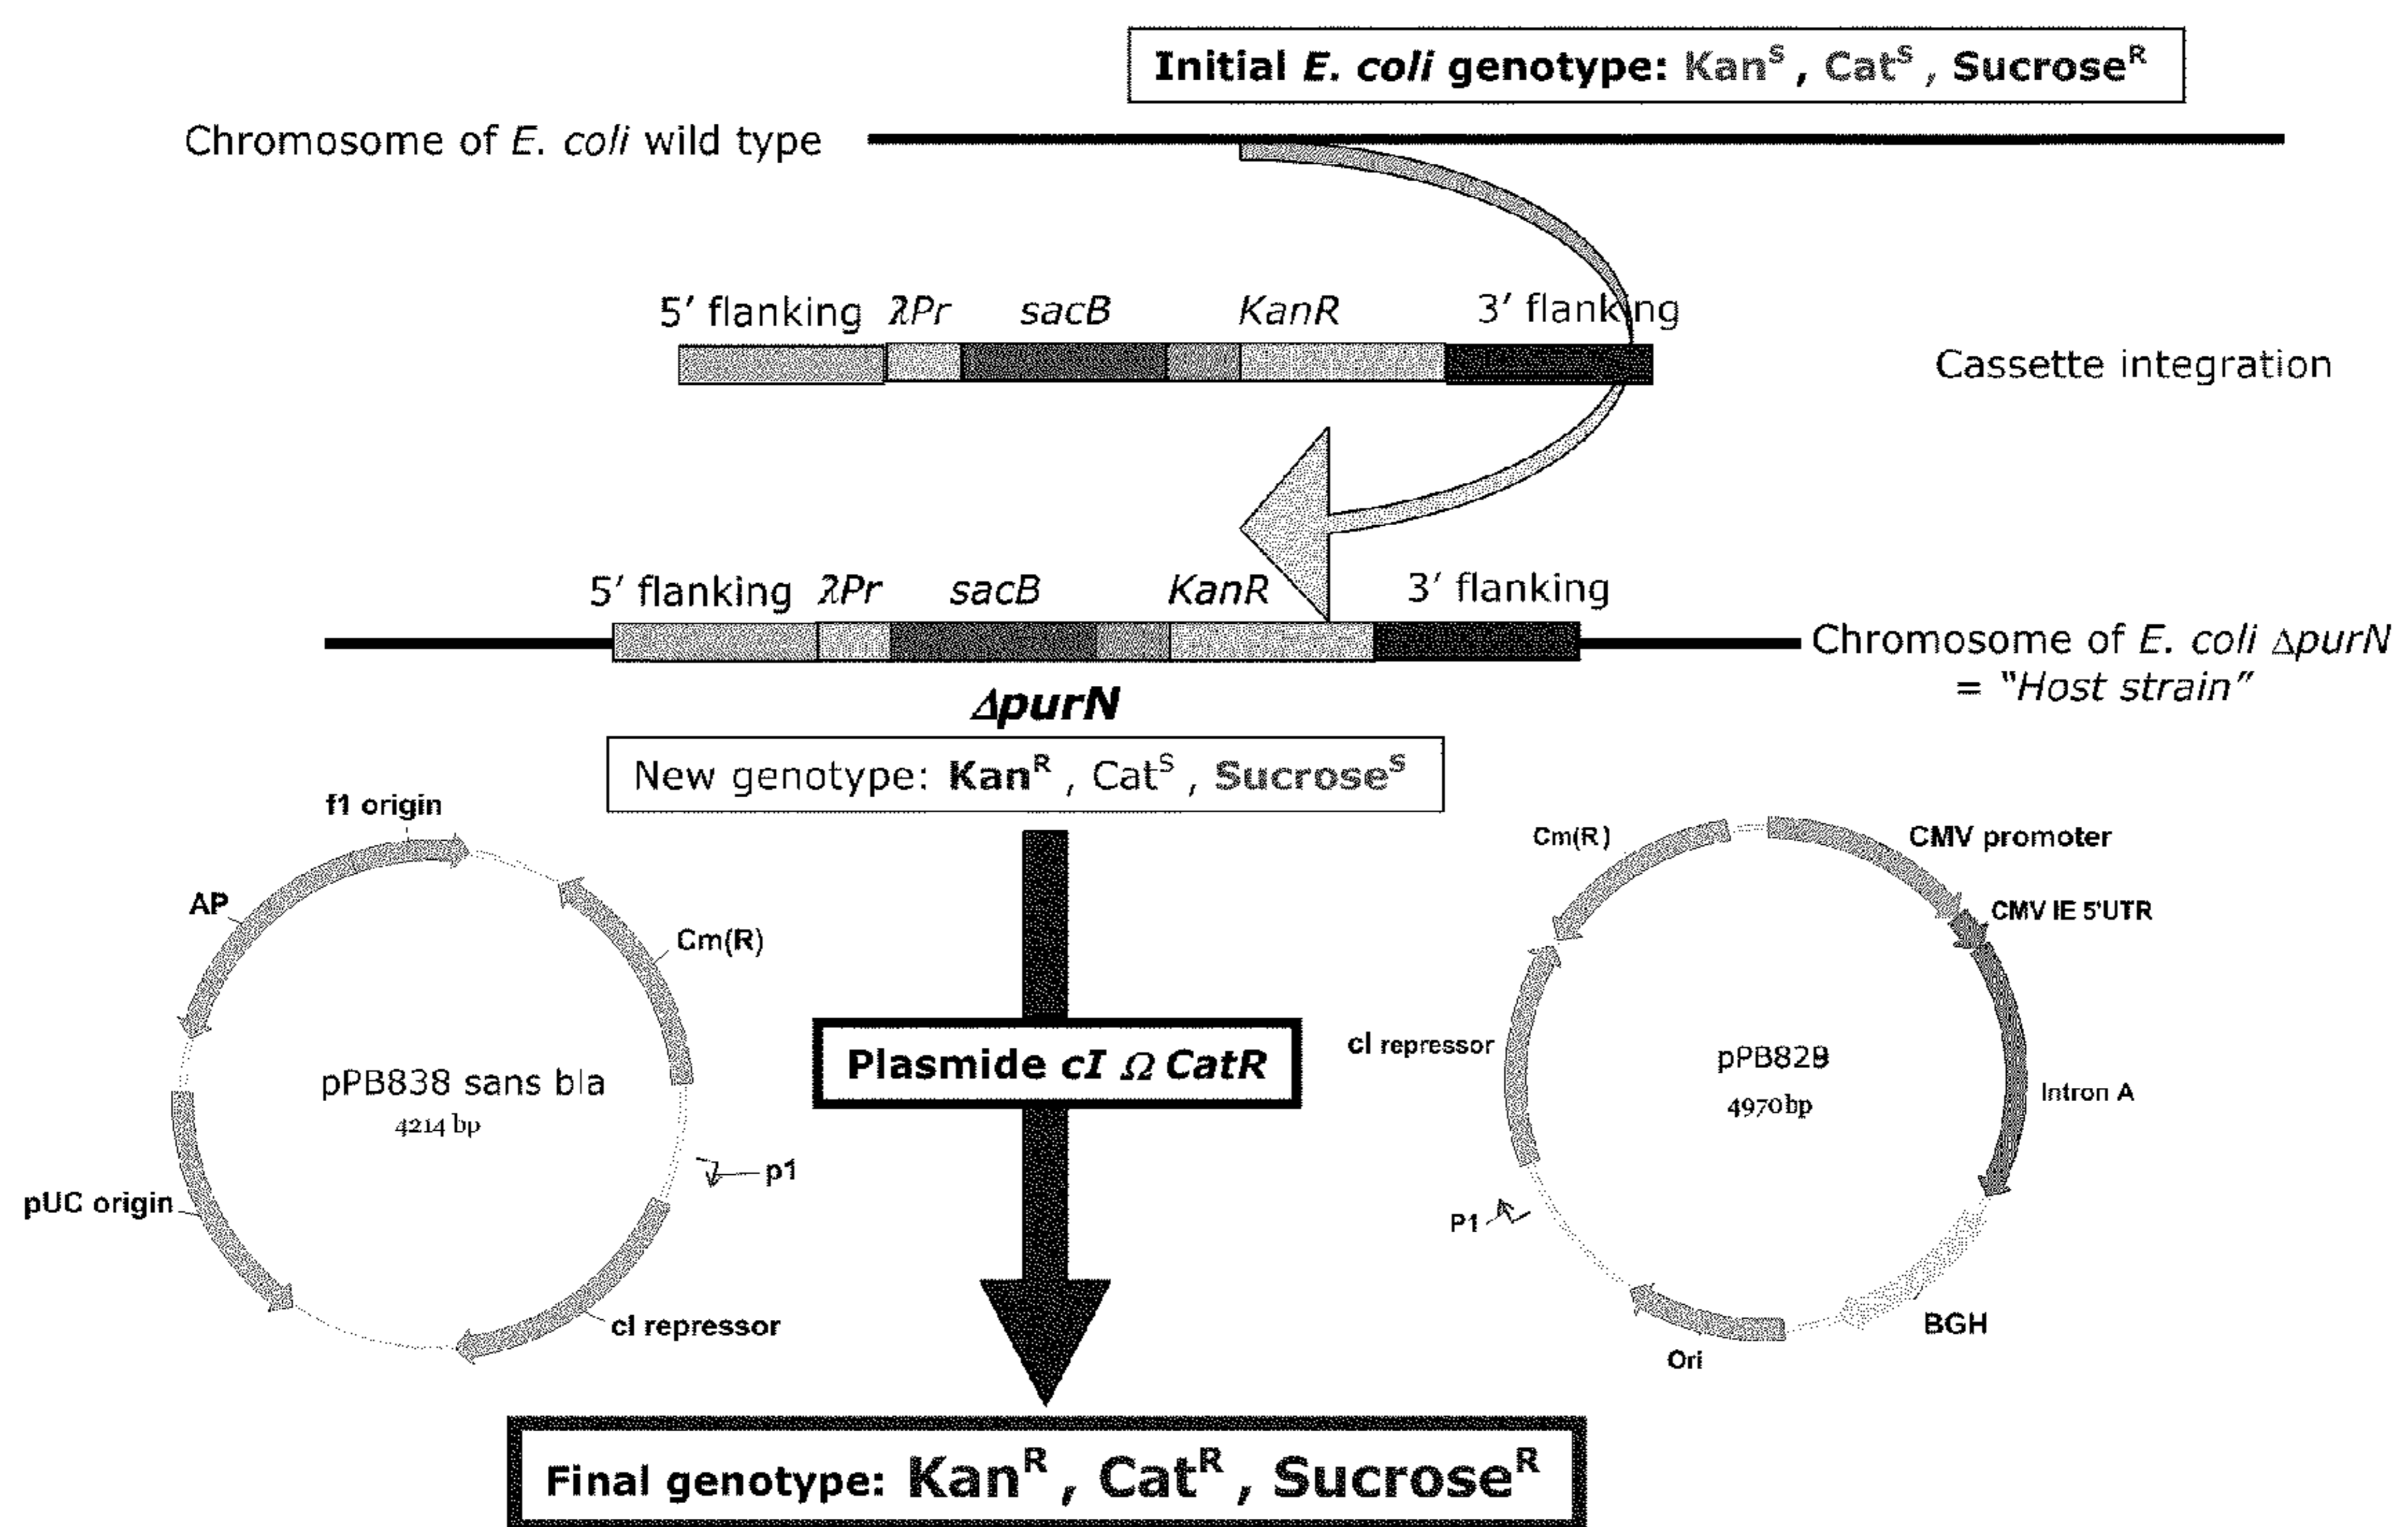 Initial E. coli genotype: Kan^S , Cat^S , Sucrose^R
Chromosome of E. coli wild type
5′ flanking λPr sacB KanR 3′ flanking
Cassette integration
5′ flanking λPr sacB KanR 3′ flanking
Chromosome of E. coli ΔpurN
= “Host strain”
ΔpurN
New genotype: Kan^R , Cat^S , Sucrose^S
f1 origin
AP
Cm(R)
pPB838 sans bla
4214 bp
p1
pUC origin
cI repressor
Plasmide cI Ω CatR
Cm(R)
CMV promoter
CMV IE 5'UTR
cI repressor
4970bp
Intron A
P1
BGH
Ori
Final genotype: Kan^R , Cat^R , Sucrose^R